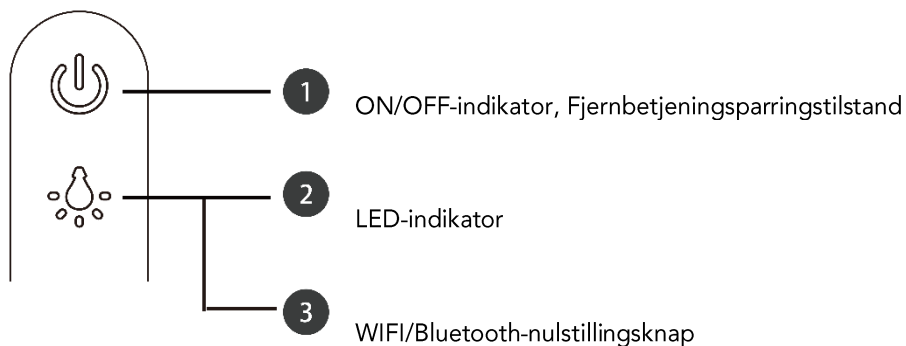 1
ON/OFF-indikator, Fjernbetjeningsparringstilstand
2
LED-indikator
3
WIFI/Bluetooth-nulstillingsknap